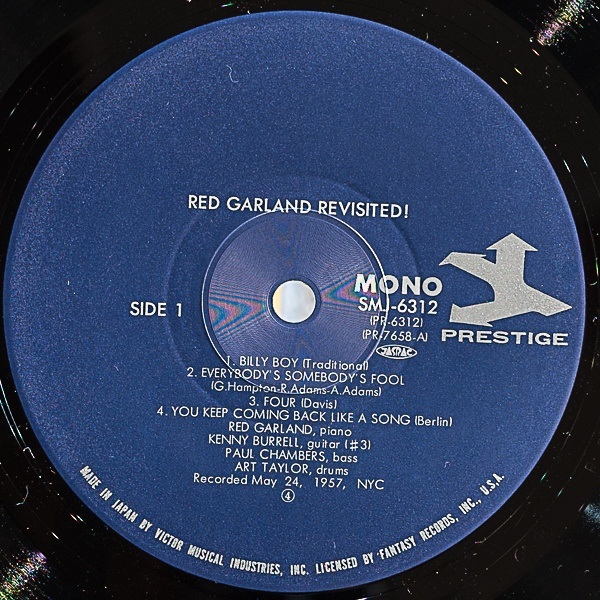 RED GARLAND REVISITED!
SIDE 1
MONO
SMJ-6312
(PR-6312)
(PR-7658-A)
JASRAC
PRESTIGE
1. BILLY BOY (Traditional)
2. EVERYBODY'S SOMEBODY'S FOOL
(G.Hampton-R.Adams-A.Adams)
3. FOUR (Davis)
4. YOU KEEP COMING BACK LIKE A SONG (Berlin)
RED GARLAND, piano
KENNY BURRELL, guitar (#3)
PAUL CHAMBERS, bass
ART TAYLOR, drums
Recorded May 24, 1957, NYC
④
MADE IN JAPAN BY VICTOR MUSICAL INDUSTRIES, INC. LICENSED BY FANTASY RECORDS, INC., U.S.A.